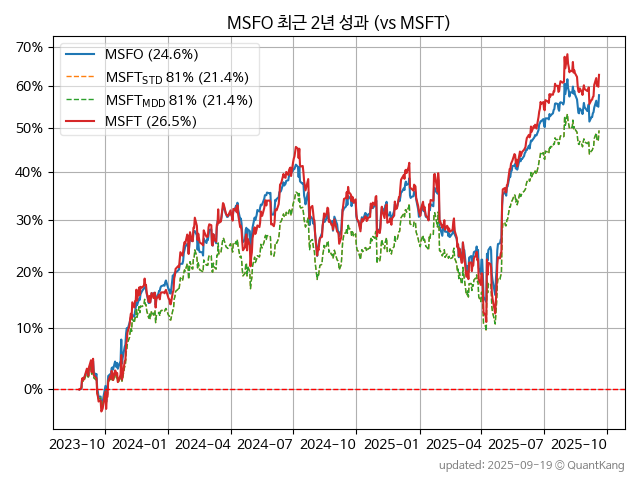 MSFO 최근 2년 성과 (vs MSFT)
70%
60%
50%
40%
30%
20%
10%
0%
MSFO (24.6%)
MSFT_STD 81% (21.4%)
MSFT_MDD 81% (21.4%)
MSFT (26.5%)
2023-10 2024-01 2024-04 2024-07 2024-10 2025-01 2025-04 2025-07 2025-10
updated: 2025-09-19 © QuantKang